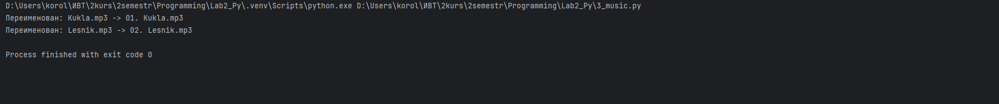 D:\Users\korol\ИВТ\2kurs\2semestr\Programming\Lab2_Py\.venv\Scripts\python.exe D:\Users\korol\ИВТ\2kurs\2semestr\Programming\Lab2_Py\3_music.py
Переименован: Kukla.mp3 -> 01. Kukla.mp3
Переименован: Lesnik.mp3 -> 02. Lesnik.mp3
Process finished with exit code 0